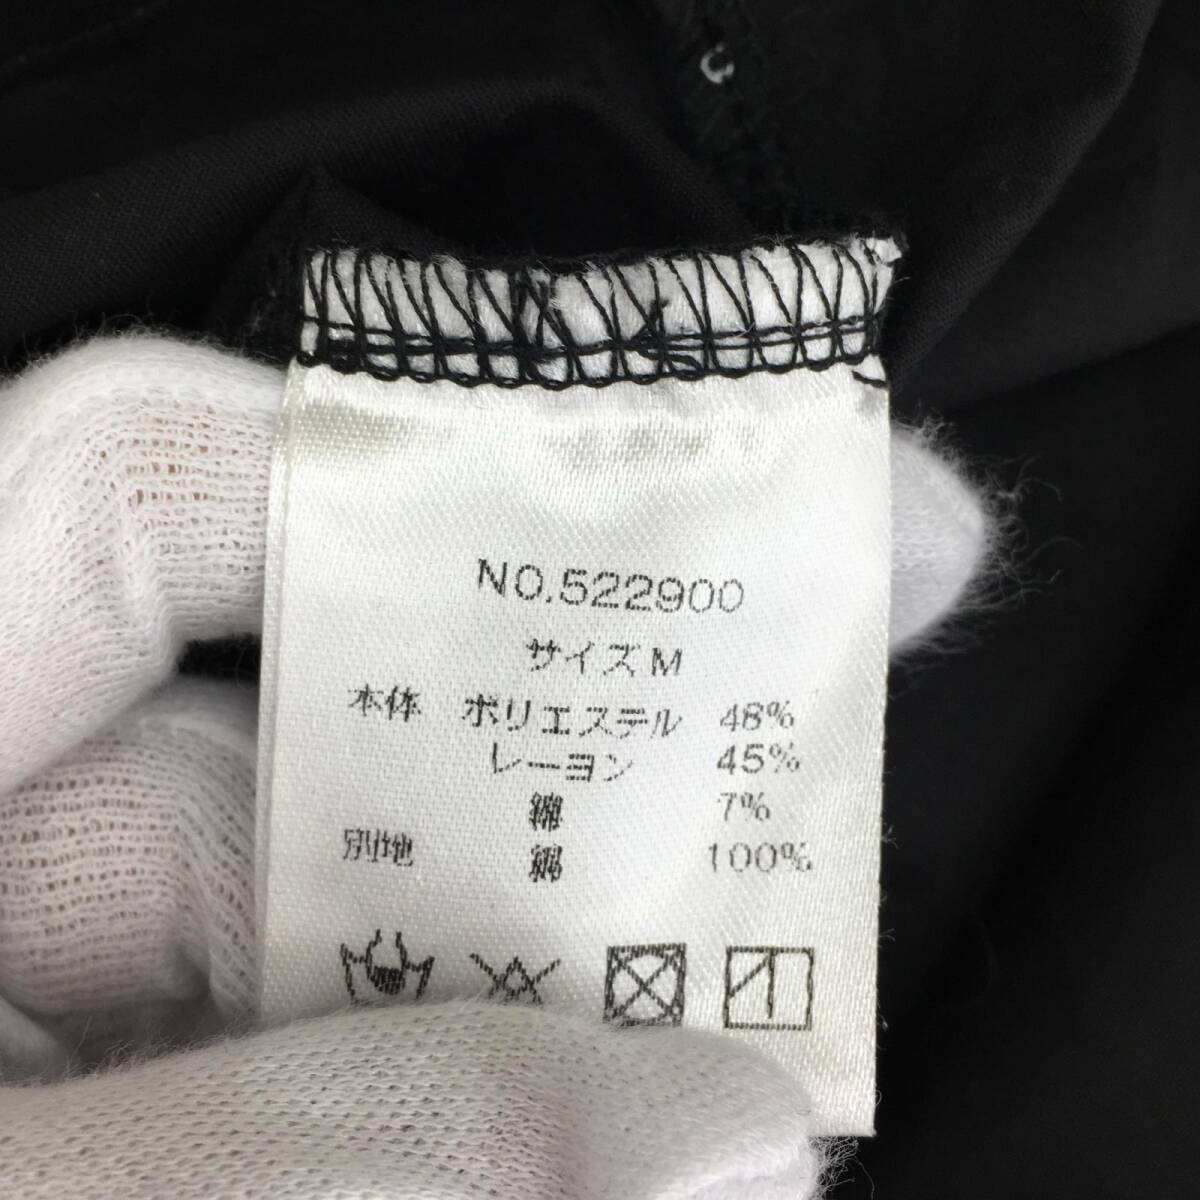 NO.522900
サイズ M
本体 ポリエステル 48%
レーヨン 45%
綿 7%
別地 綿 100%